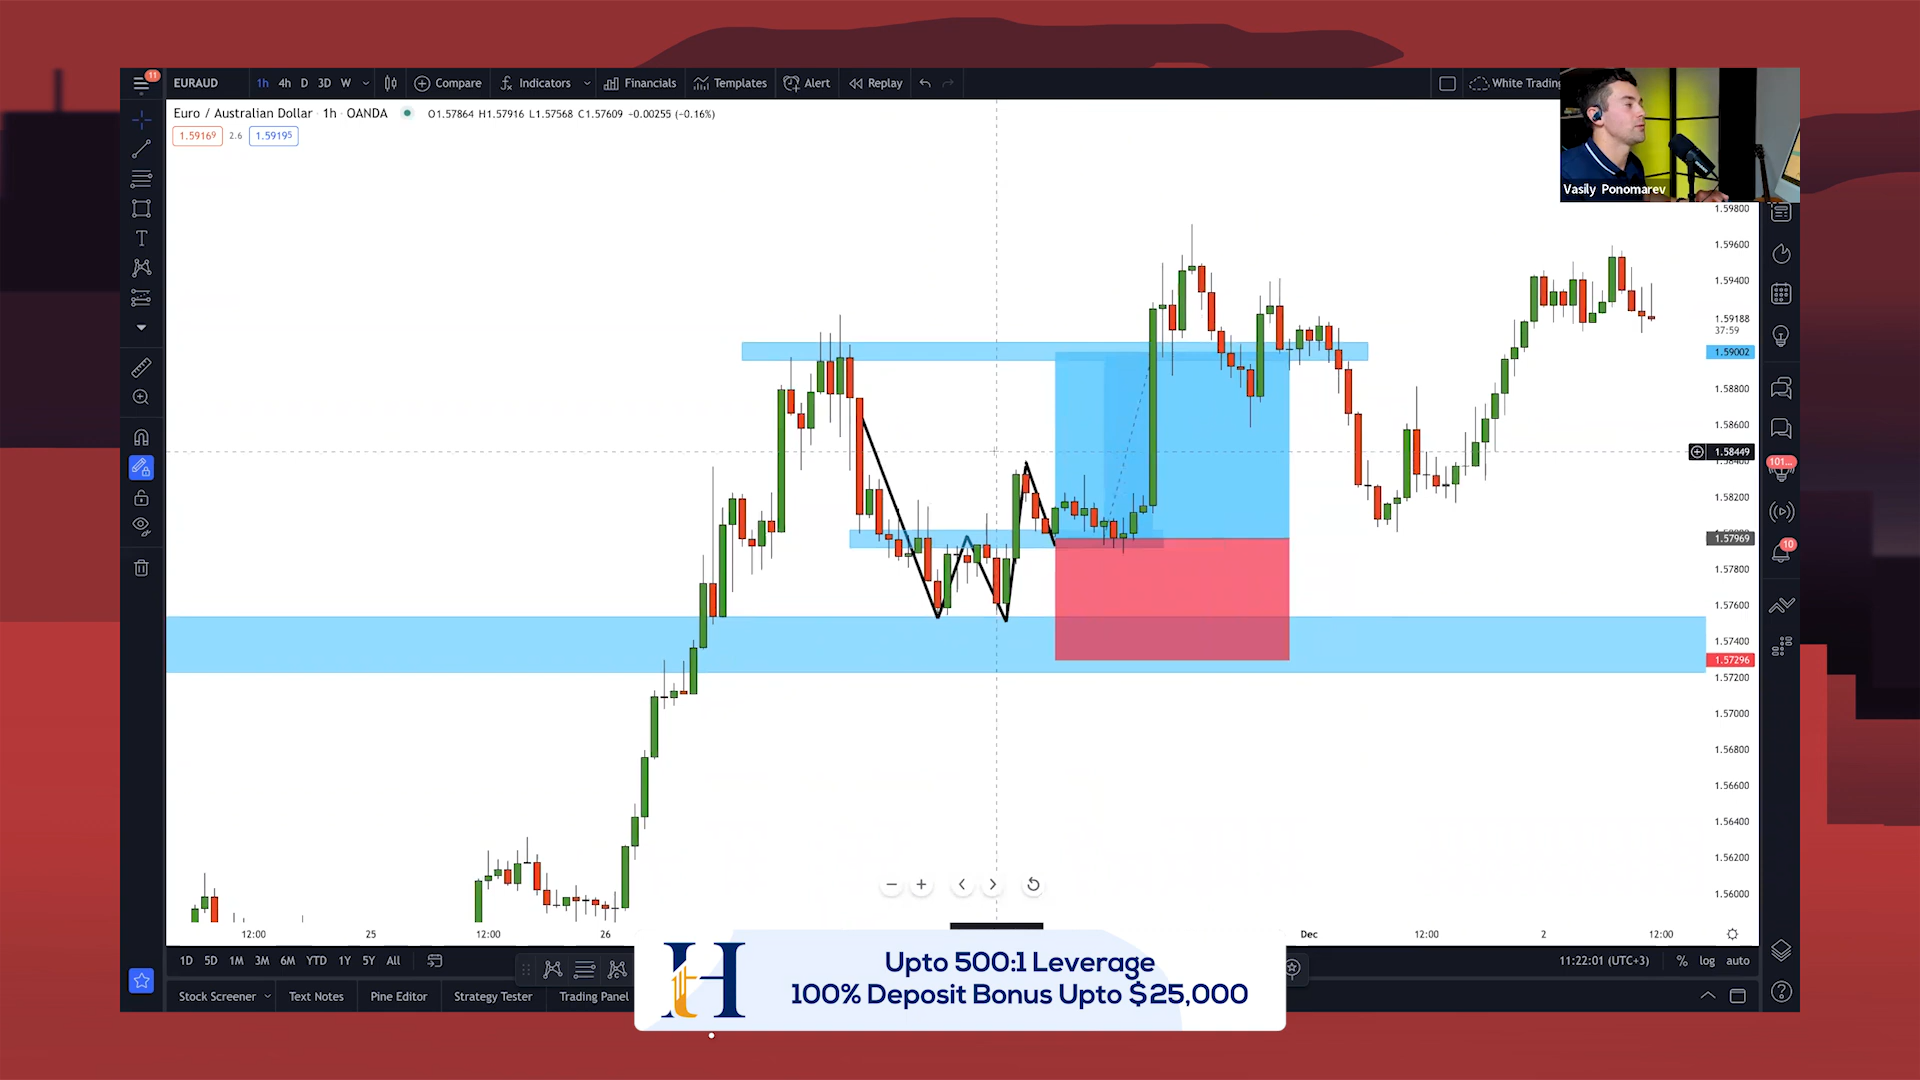 11
EURAUD 1h 4h D 3D W Compare Indicators Financials Templates Alert Replay White Trading
Euro / Australian Dollar · 1h · OANDA O1.57864 H1.57916 L1.57568 C1.57609 −0.00255 (−0.16%)
1.59169 2.6 1.59195
Vasily Ponomarev
1.59800
1.59600
1.59400
1.59188
37:59
1.59002
1.58800
1.58600
1.58449
1.58400
1.58200
1.57969
1.57800
1.57600
1.57400
1.57296
1.57200
1.57000
1.56800
1.56600
1.56400
1.56200
1.56000
101...
10
12:00 25 12:00 26 Dec 12:00 2 12:00
1D 5D 1M 3M 6M YTD 1Y 5Y All 11:22:01 (UTC+3) % log auto
Stock Screener Text Notes Pine Editor Strategy Tester Trading Panel
H
Upto 500:1 Leverage
100% Deposit Bonus Upto $25,000